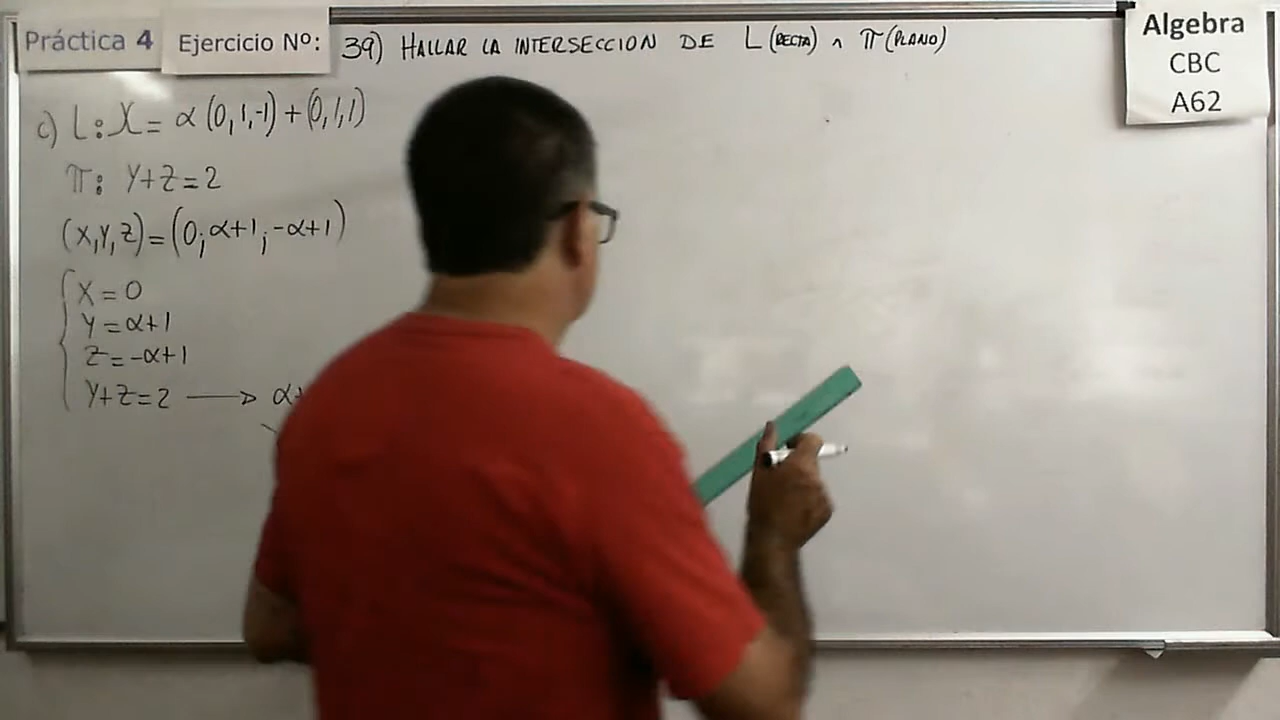 Práctica 4 Ejercicio Nº: 39) HALLAR LA INTERSECCION DE L (RECTA) ∩ π (PLANO)
Algebra
CBC
A62
c) L: X = α (0,1,-1) + (0,1,1)
π: Y+Z=2
(X,Y,Z)=(0;α+1;-α+1)
X=0
Y=α+1
Z=-α+1
Y+Z=2 → α+